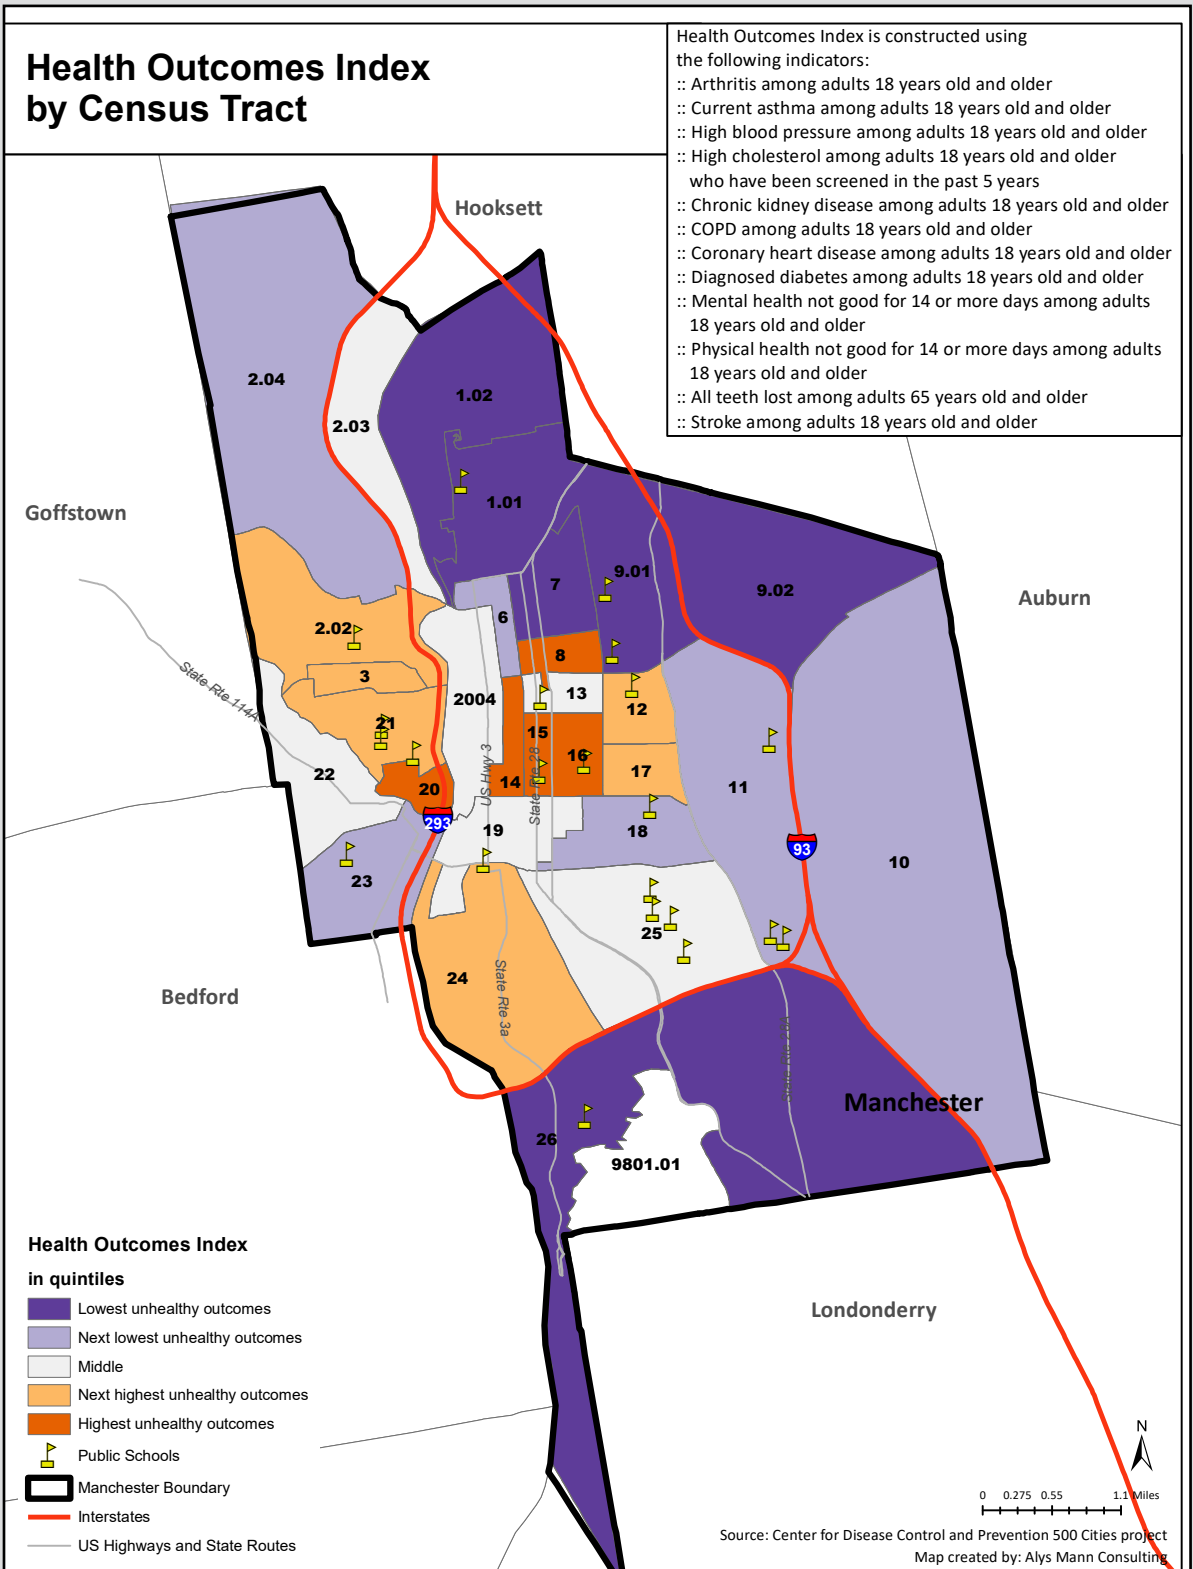 Health Outcomes Index
by Census Tract
Health Outcomes Index is constructed using
the following indicators:
:: Arthritis among adults 18 years old and older
:: Current asthma among adults 18 years old and older
:: High blood pressure among adults 18 years old and older
:: High cholesterol among adults 18 years old and older
who have been screened in the past 5 years
:: Chronic kidney disease among adults 18 years old and older
:: COPD among adults 18 years old and older
:: Coronary heart disease among adults 18 years old and older
:: Diagnosed diabetes among adults 18 years old and older
:: Mental health not good for 14 or more days among adults
18 years old and older
:: Physical health not good for 14 or more days among adults
18 years old and older
:: All teeth lost among adults 65 years old and older
:: Stroke among adults 18 years old and older
Hooksett
2.04
1.02
2.03
1.01
Goffstown
9.01
7
9.02
Auburn
6
2.02
8
3
State Rte 114A
2004
13
12
21
15
16
22
17
US Hwy 3
State Rte 28
14
20
11
293
19
18
93
10
23
25
24
State Rte 3a
Bedford
Manchester
26
9801.01
Health Outcomes Index
in quintiles
Lowest unhealthy outcomes
Next lowest unhealthy outcomes
Middle
Next highest unhealthy outcomes
Highest unhealthy outcomes
Public Schools
Manchester Boundary
Interstates
US Highways and State Routes
Londonderry
N
0 0.275 0.55 1.1 Miles
Source: Center for Disease Control and Prevention 500 Cities project
Map created by: Alys Mann Consulting